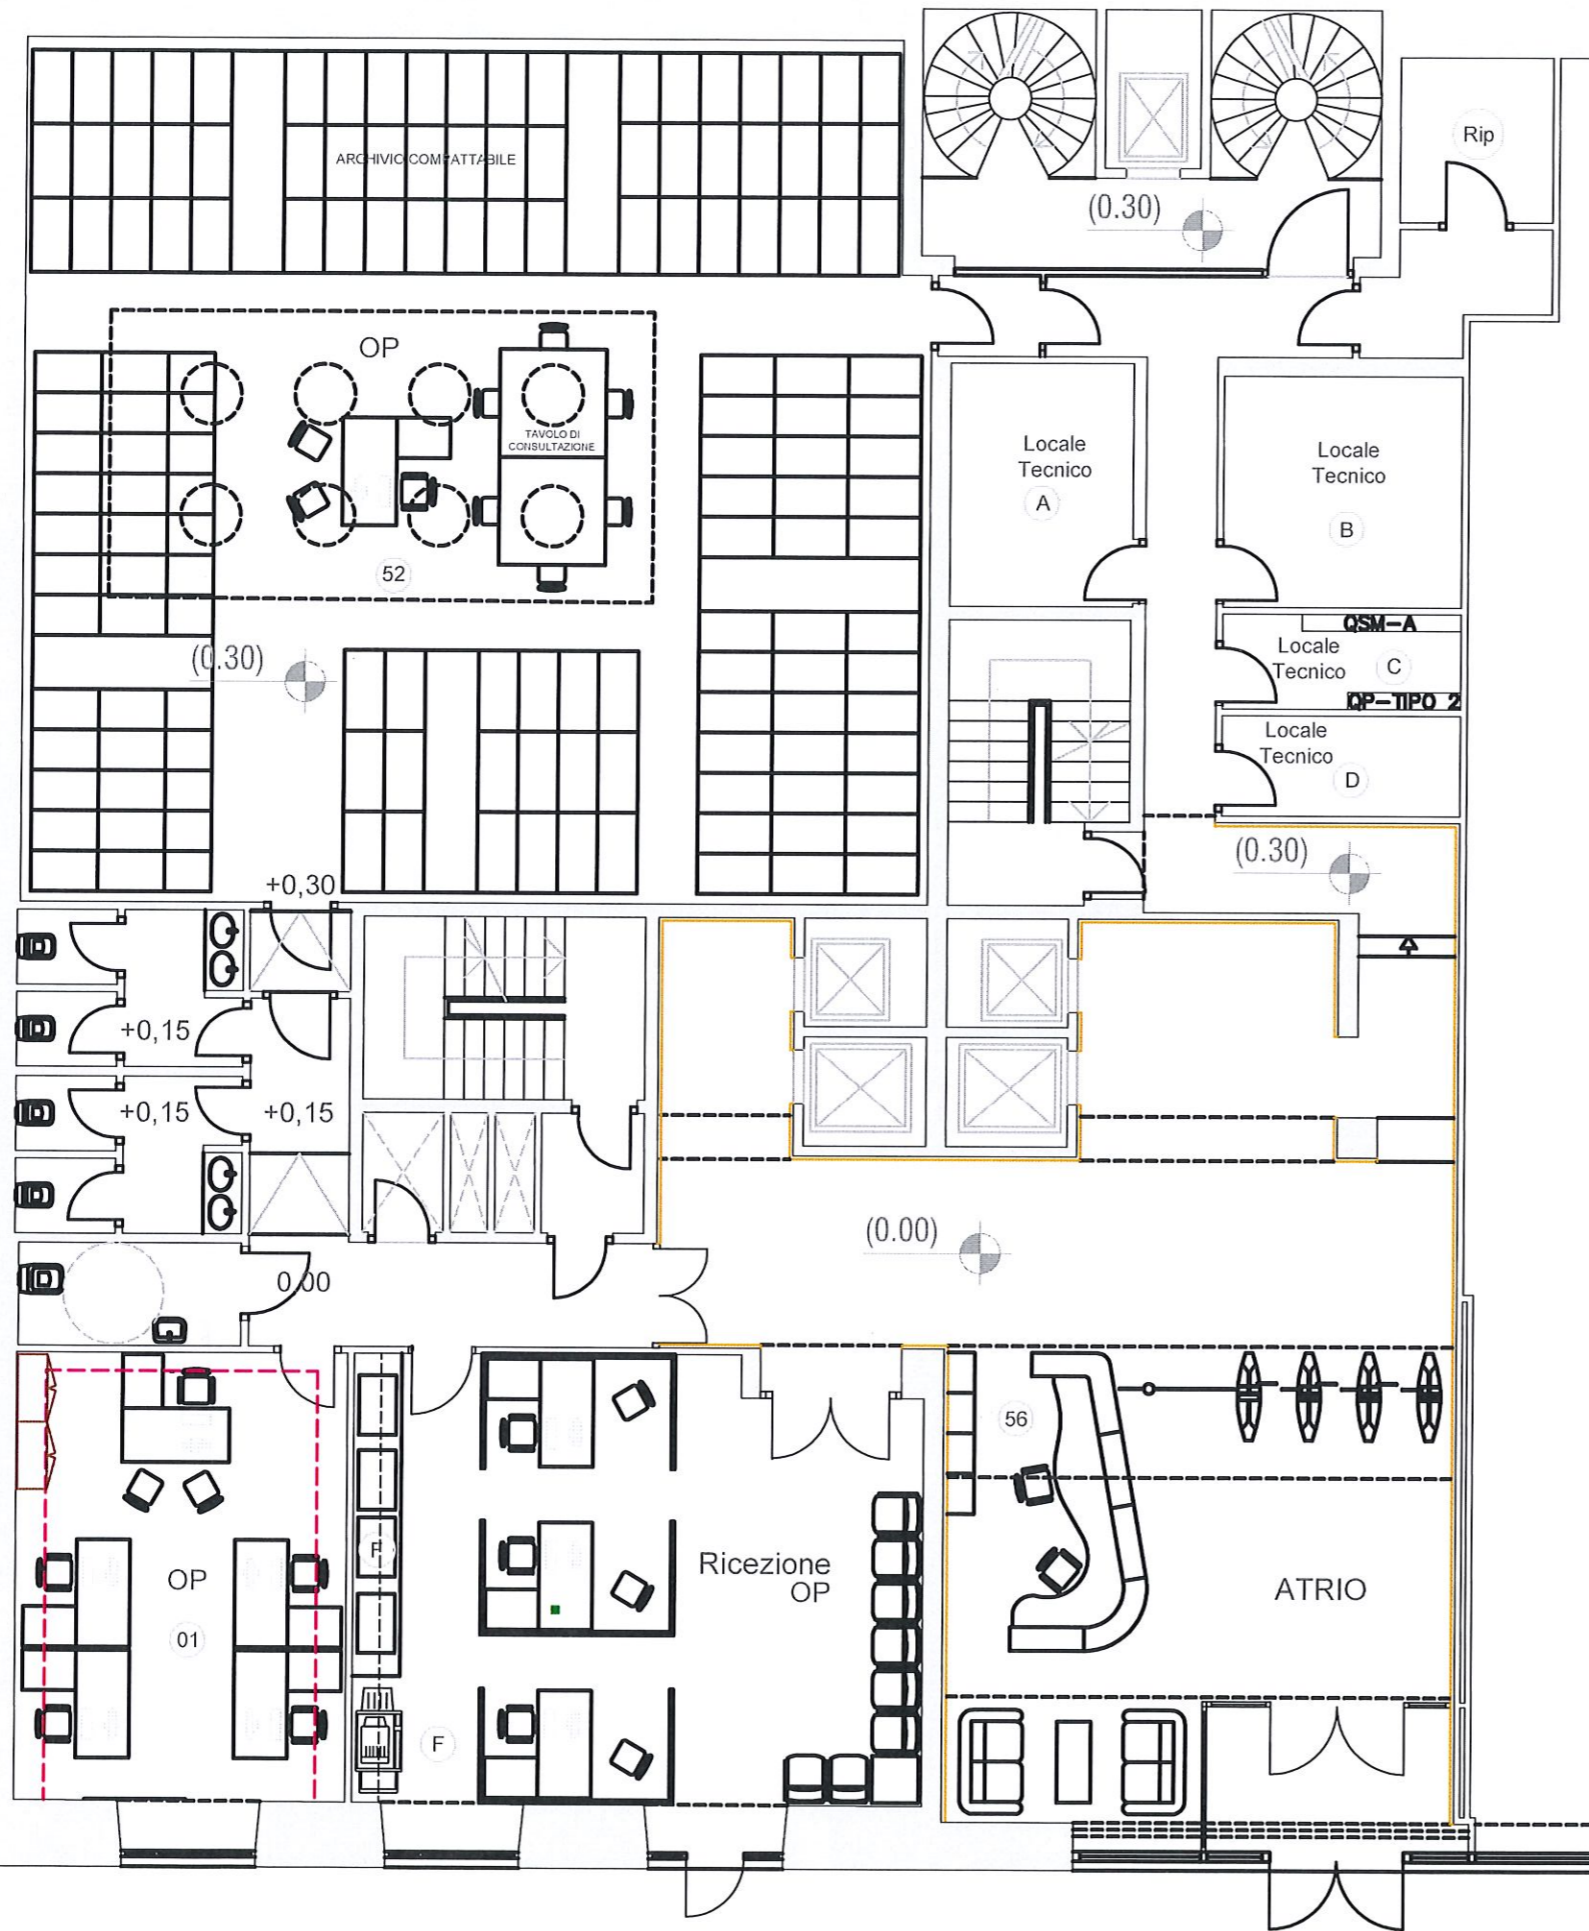 ARCHIVIO COMPATTABILE
(0.30)
Rip
OP
TAVOLO DI
CONSULTAZIONE
52
Locale
Tecnico
A
Locale
Tecnico
B
QSM-A
Locale
Tecnico
C
QP-TIPO 2
Locale
Tecnico
D
(0.30)
+0,30
(0.30)
+0,15
+0,15
+0,15
(0.00)
0,00
56
OP
01
F
Ricezione
OP
ATRIO
F